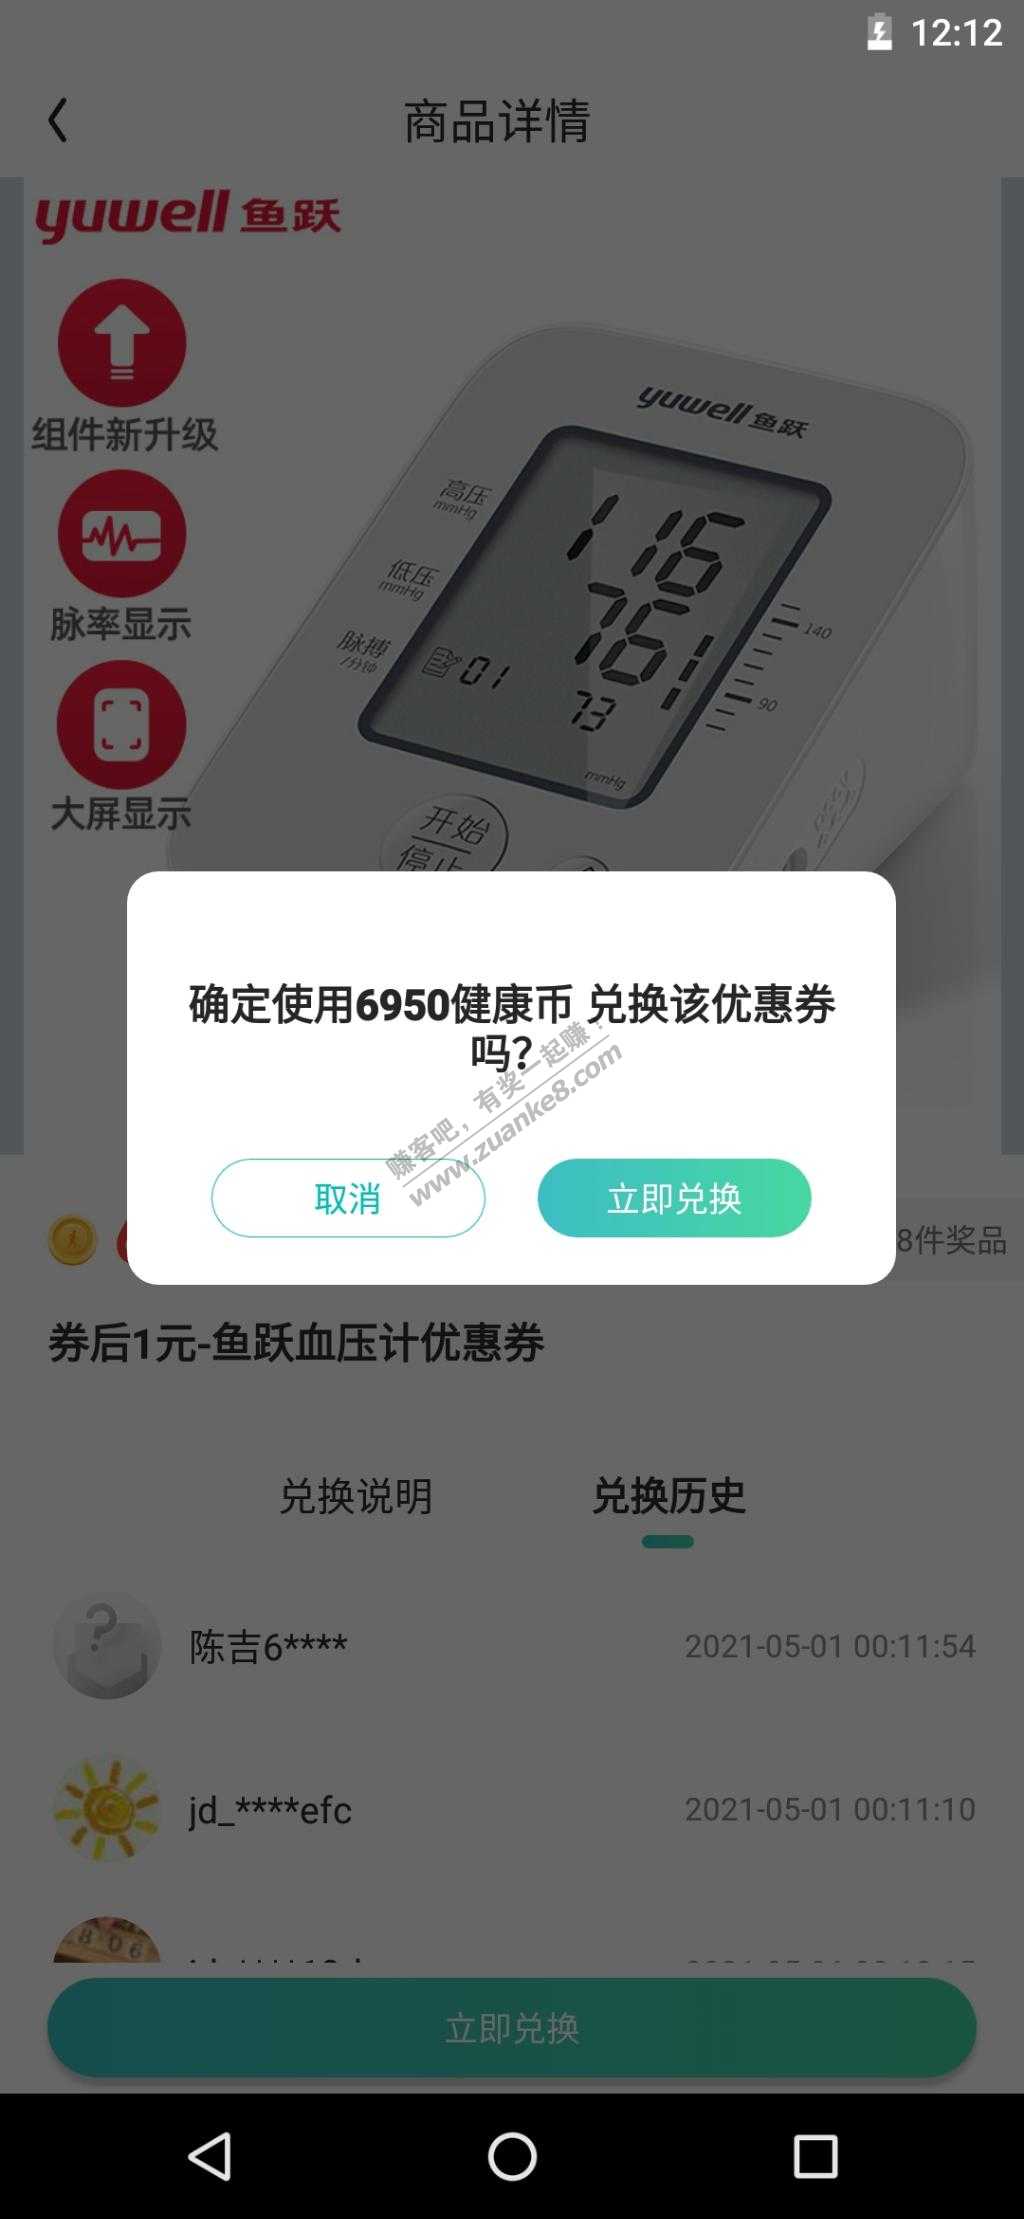 12:12
商品详情
yuwell 鱼跃
组件新升级
脉率显示
大屏显示
yuwell 鱼跃
高压
mmHg
低压
mmHg
脉搏
/分钟
116
76
01
73
140
90
mmHg
开始
停止
确定使用6950健康币 兑换该优惠券
吗?
取消
立即兑换
赚客吧，有奖一起赚！
www.zuanke8.com
8件奖品
券后1元-鱼跃血压计优惠券
兑换说明
兑换历史
陈吉6****
2021-05-01 00:11:54
jd_****efc
2021-05-01 00:11:10
立即兑换